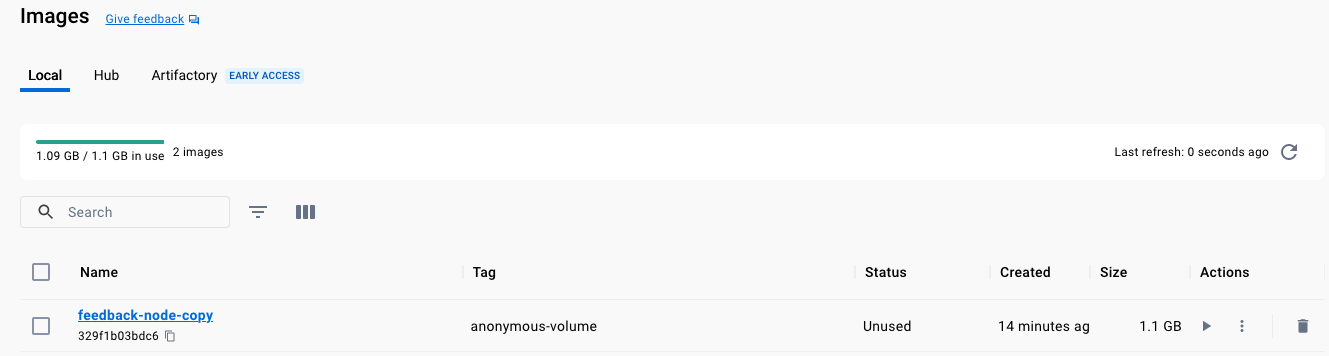 Images Give feedback
Local Hub Artifactory EARLY ACCESS
1.09 GB / 1.1 GB in use 2 images Last refresh: 0 seconds ago
Search
Name Tag Status Created Size Actions
feedback-node-copy
329f1b03bdc6 anonymous-volume Unused 14 minutes ag 1.1 GB